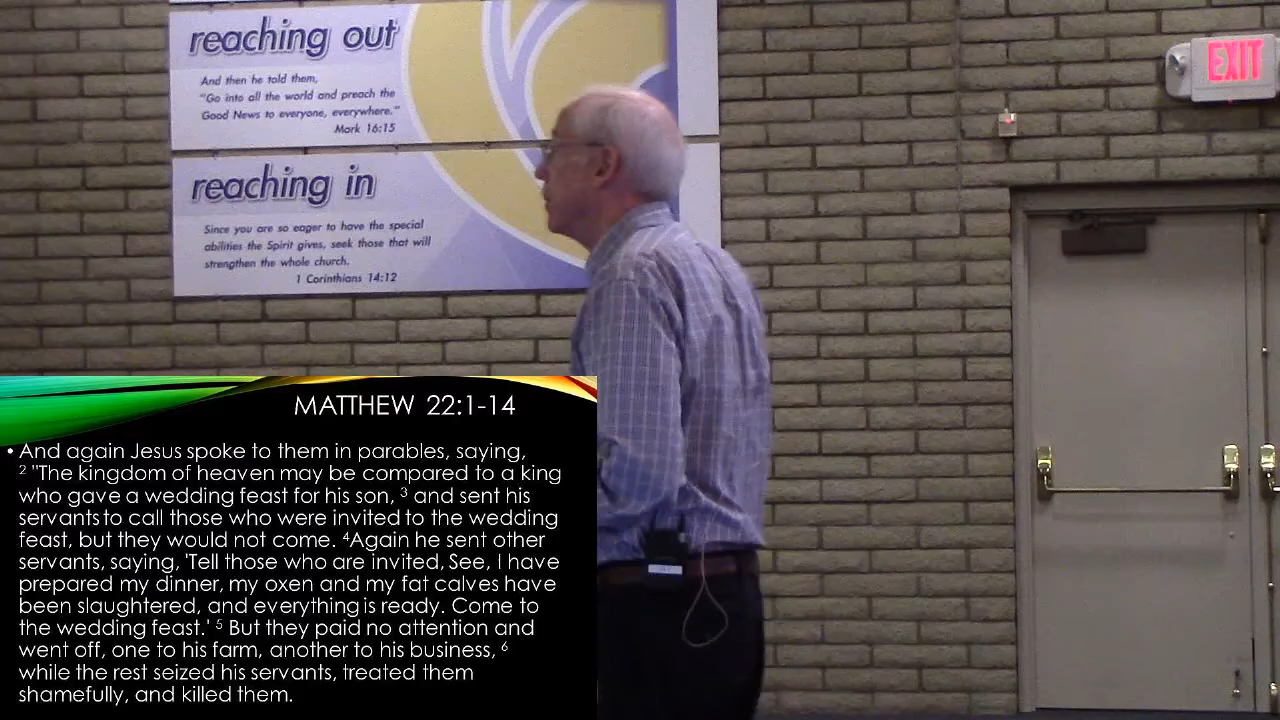 reaching out
And then he told them,
"Go into all the world and preach the
Good News to everyone, everywhere."
Mark 16:15
reaching in
Since you are so eager to have the special
abilities the Spirit gives, seek those that will
strengthen the whole church.
1 Corinthians 14:12
EXIT
MATTHEW 22:1-14
• And again Jesus spoke to them in parables, saying,
2 "The kingdom of heaven may be compared to a king
who gave a wedding feast for his son, 3 and sent his
servants to call those who were invited to the wedding
feast, but they would not come. 4Again he sent other
servants, saying, 'Tell those who are invited, See, I have
prepared my dinner, my oxen and my fat calves have
been slaughtered, and everything is ready. Come to
the wedding feast.' 5 But they paid no attention and
went off, one to his farm, another to his business, 6
while the rest seized his servants, treated them
shamefully, and killed them.